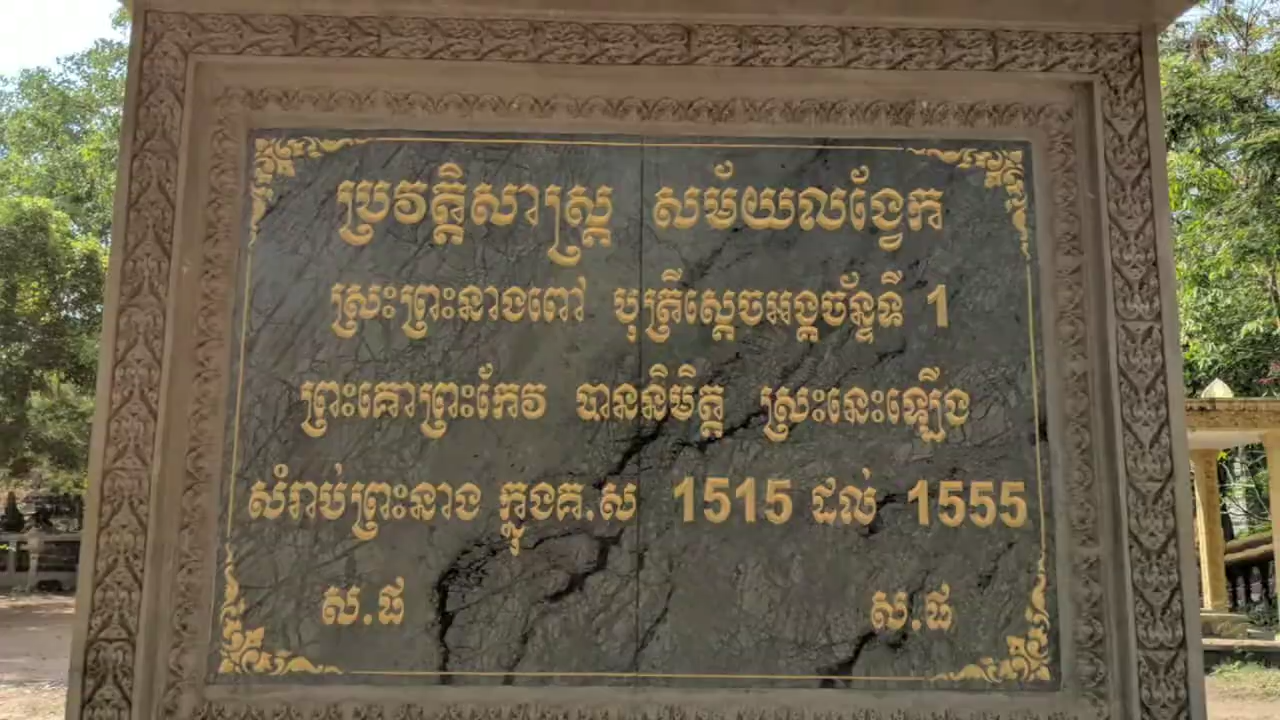 ប្រវត្តិសាស្ត្រ សម័យលង្វែក
ស្រះព្រះនាងពៅ បុត្រីស្តេចអង្គច័ន្ទទី 1
ព្រះគោព្រះកែវ បាននិមិត្ត ស្រះនេះឡើង
សំរាប់ព្រះនាង ក្នុងគ.ស 1515 ដល់ 1555
ស.ផ ស.ផ